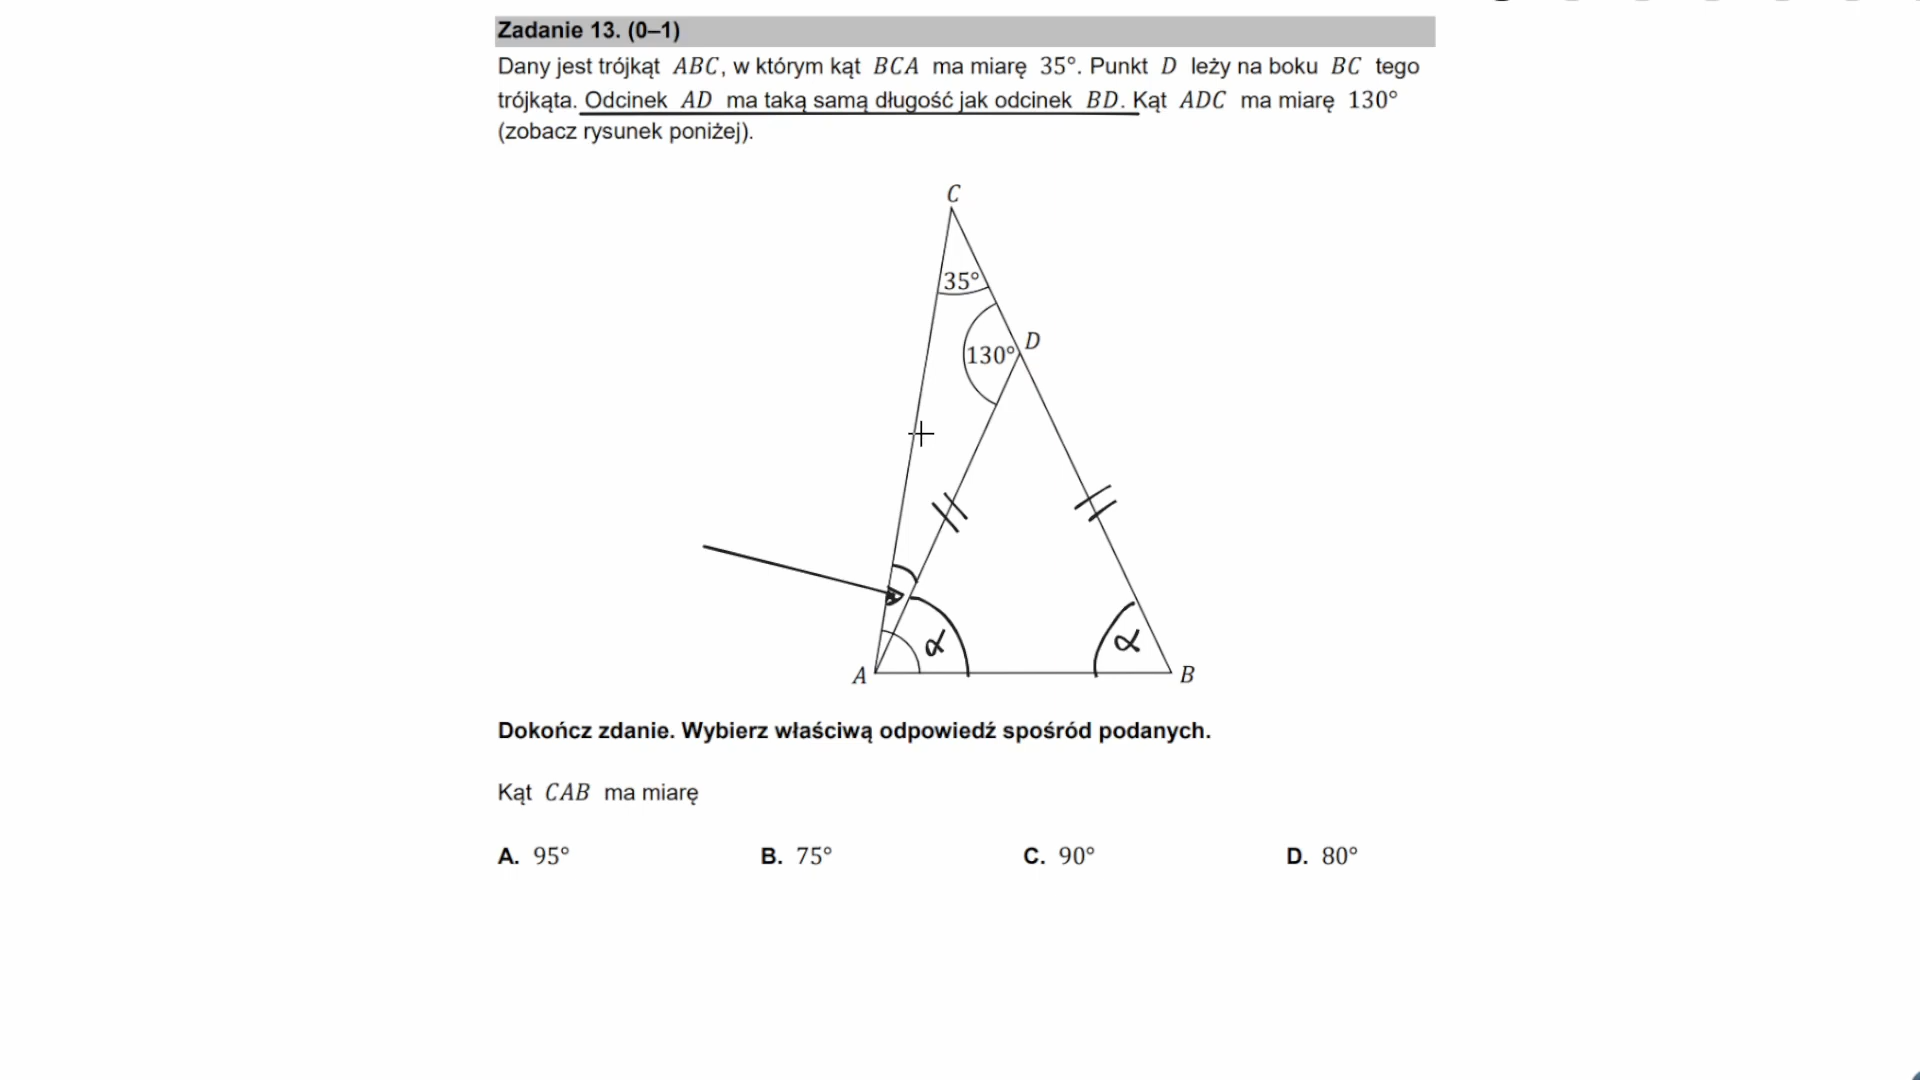 Zadanie 13. (0–1)
Dany jest trójkąt ABC, w którym kąt BCA ma miarę 35°. Punkt D leży na boku BC tego
trójkąta. Odcinek AD ma taką samą długość jak odcinek BD. Kąt ADC ma miarę 130°
(zobacz rysunek poniżej).
C
35°
D
130°
α
α
A
B
Dokończ zdanie. Wybierz właściwą odpowiedź spośród podanych.
Kąt CAB ma miarę
A. 95° B. 75° C. 90° D. 80°